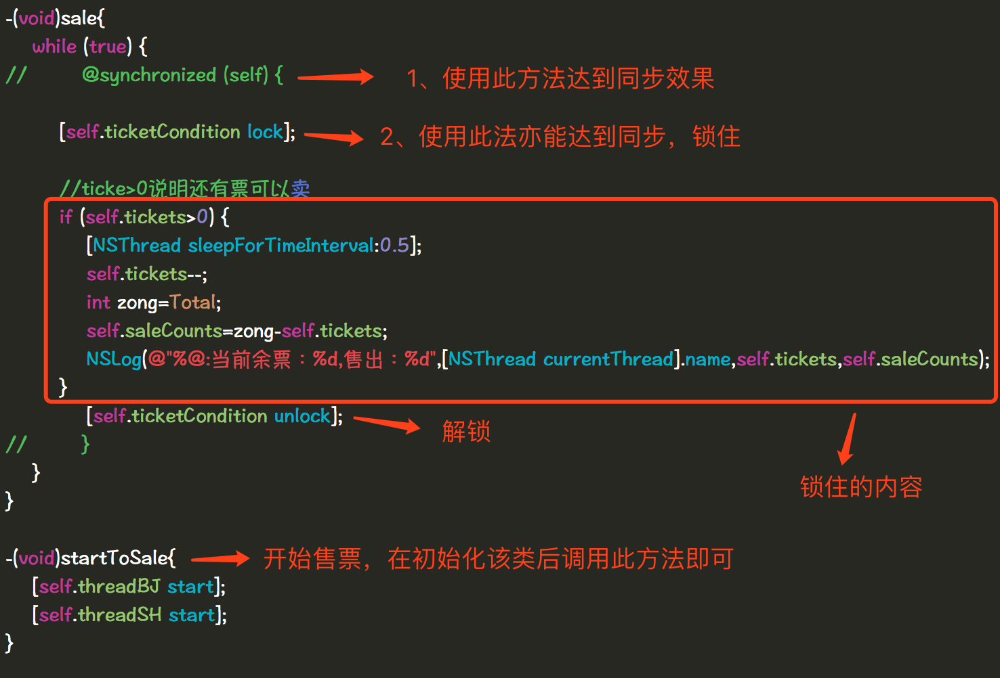 -(void)sale{
while (true) {
// @synchronized (self) { 1、使用此方法达到同步效果
[self.ticketCondition lock]; 2、使用此法亦能达到同步，锁住
//ticke>0说明还有票可以卖
if (self.tickets>0) {
[NSThread sleepForTimeInterval:0.5];
self.tickets--;
int zong=Total;
self.saleCounts=zong-self.tickets;
NSLog(@"%@:当前余票：%d,售出：%d",[NSThread currentThread].name,self.tickets,self.saleCounts);
}
[self.ticketCondition unlock]; 解锁
// }
}
锁住的内容
}
-(void)startToSale{ 开始售票，在初始化该类后调用此方法即可
[self.threadBJ start];
[self.threadSH start];
}